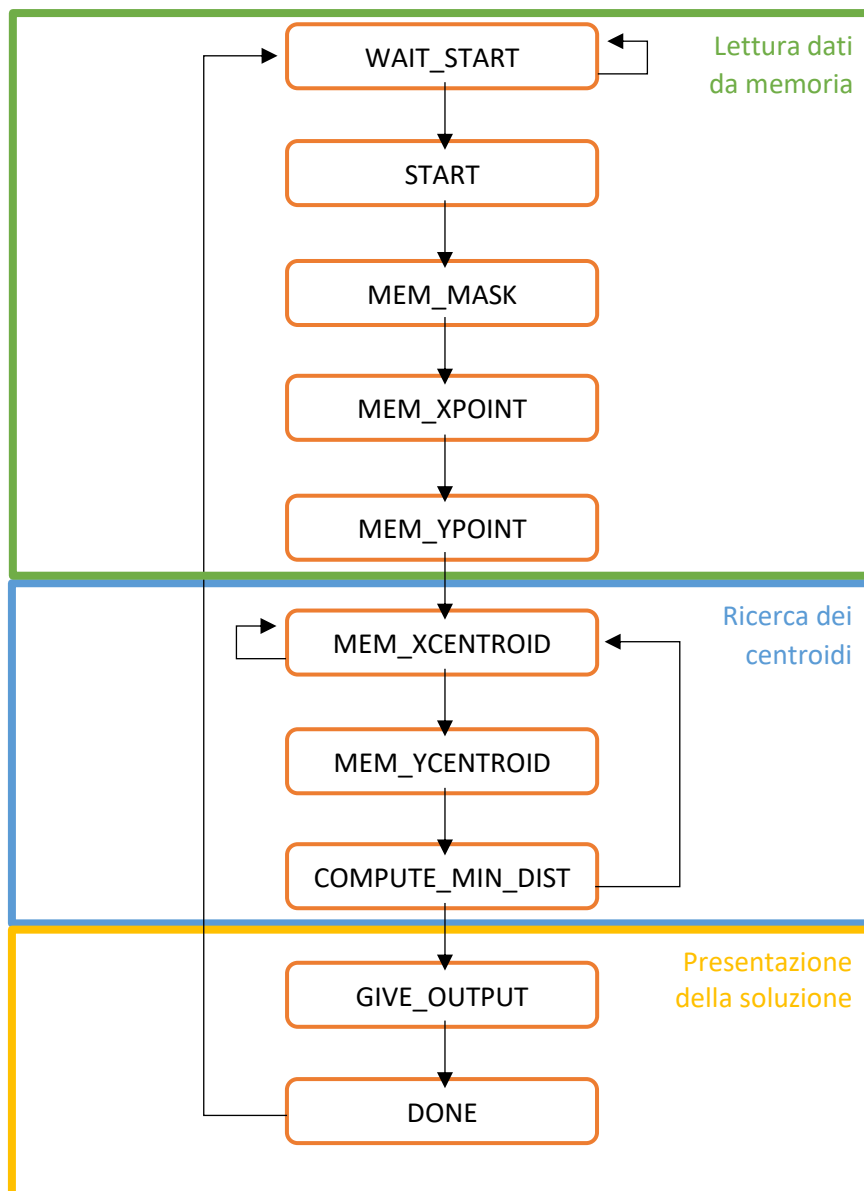 WAIT_START
Lettura dati
da memoria
START
MEM_MASK
MEM_XPOINT
MEM_YPOINT
Ricerca dei
centroidi
MEM_XCENTROID
MEM_YCENTROID
COMPUTE_MIN_DIST
Presentazione
della soluzione
GIVE_OUTPUT
DONE